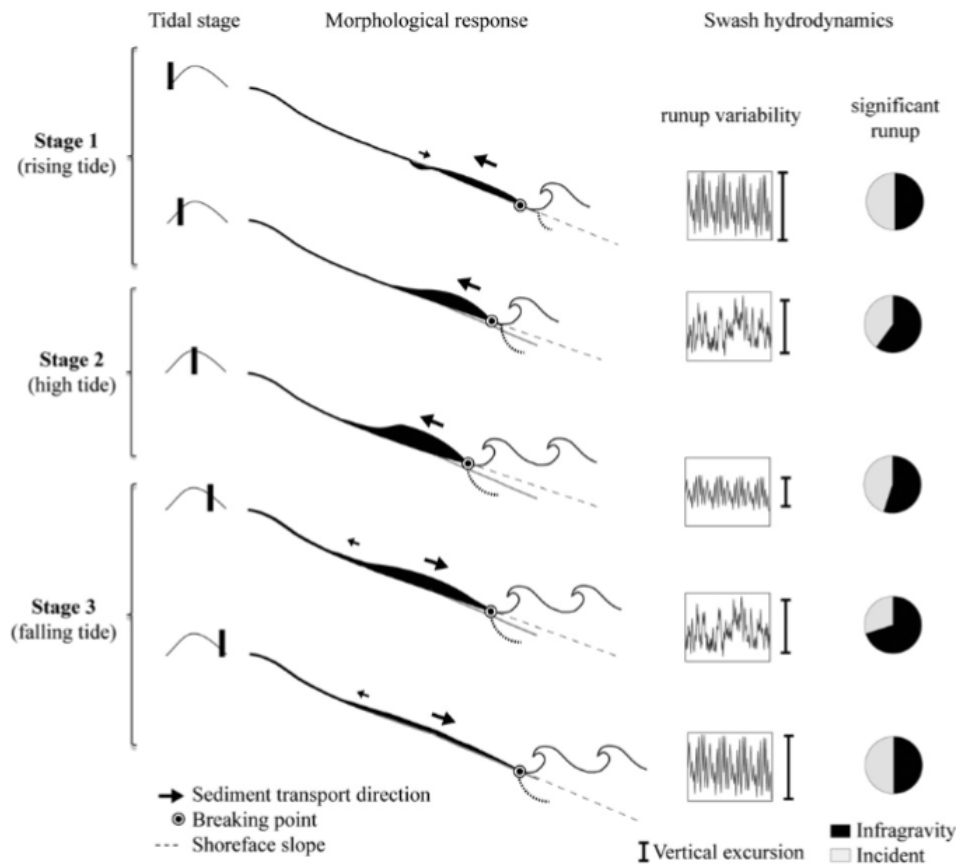 Tidal stage
Morphological response
Swash hydrodynamics
runup variability
significant
runup
Stage 1
(rising tide)
Stage 2
(high tide)
Stage 3
(falling tide)
Sediment transport direction
Breaking point
Shoreface slope
Vertical excursion
Infragravity
Incident